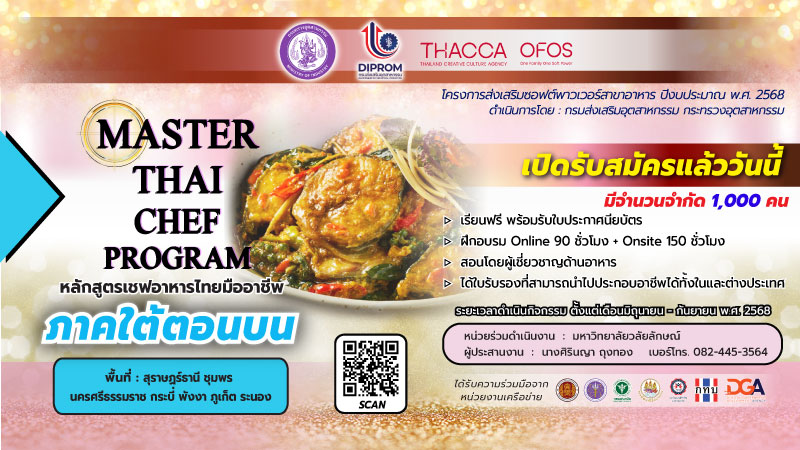 DIPROM
กรมส่งเสริมอุตสาหกรรม
THACCA
THAILAND CREATIVE CULTURE AGENCY
OFOS
One Family One Soft Power
โครงการส่งเสริมซอฟต์พาวเวอร์สาขาอาหาร ปีงบประมาณ พ.ศ. 2568
ดำเนินการโดย : กรมส่งเสริมอุตสาหกรรม กระทรวงอุตสาหกรรม
MASTER
THAI
CHEF
PROGRAM
หลักสูตรเชฟอาหารไทยมืออาชีพ
ภาคใต้ตอนบน
พื้นที่ : สุราษฎร์ธานี ชุมพร
นครศรีธรรมราช กระบี่ พังงา ภูเก็ต ระนอง
SCAN
เปิดรับสมัครแล้ววันนี้
มีจำนวนจำกัด 1,000 คน
เรียนฟรี พร้อมรับใบประกาศนียบัตร
ฝึกอบรม Online 90 ชั่วโมง + Onsite 150 ชั่วโมง
สอนโดยผู้เชี่ยวชาญด้านอาหาร
ได้ใบรับรองที่สามารถนำไปประกอบอาชีพได้ทั้งในและต่างประเทศ
ระยะเวลาดำเนินกิจกรรม ตั้งแต่เดือนมิถุนายน - กันยายน พ.ศ. 2568
หน่วยร่วมดำเนินงาน : มหาวิทยาลัยวลัยลักษณ์
ผู้ประสานงาน : นางศิรินญา ถุงทอง เบอร์โทร. 082-445-3564
ได้รับความร่วมมือจาก
หน่วยงานเครือข่าย
กทบ
DGA